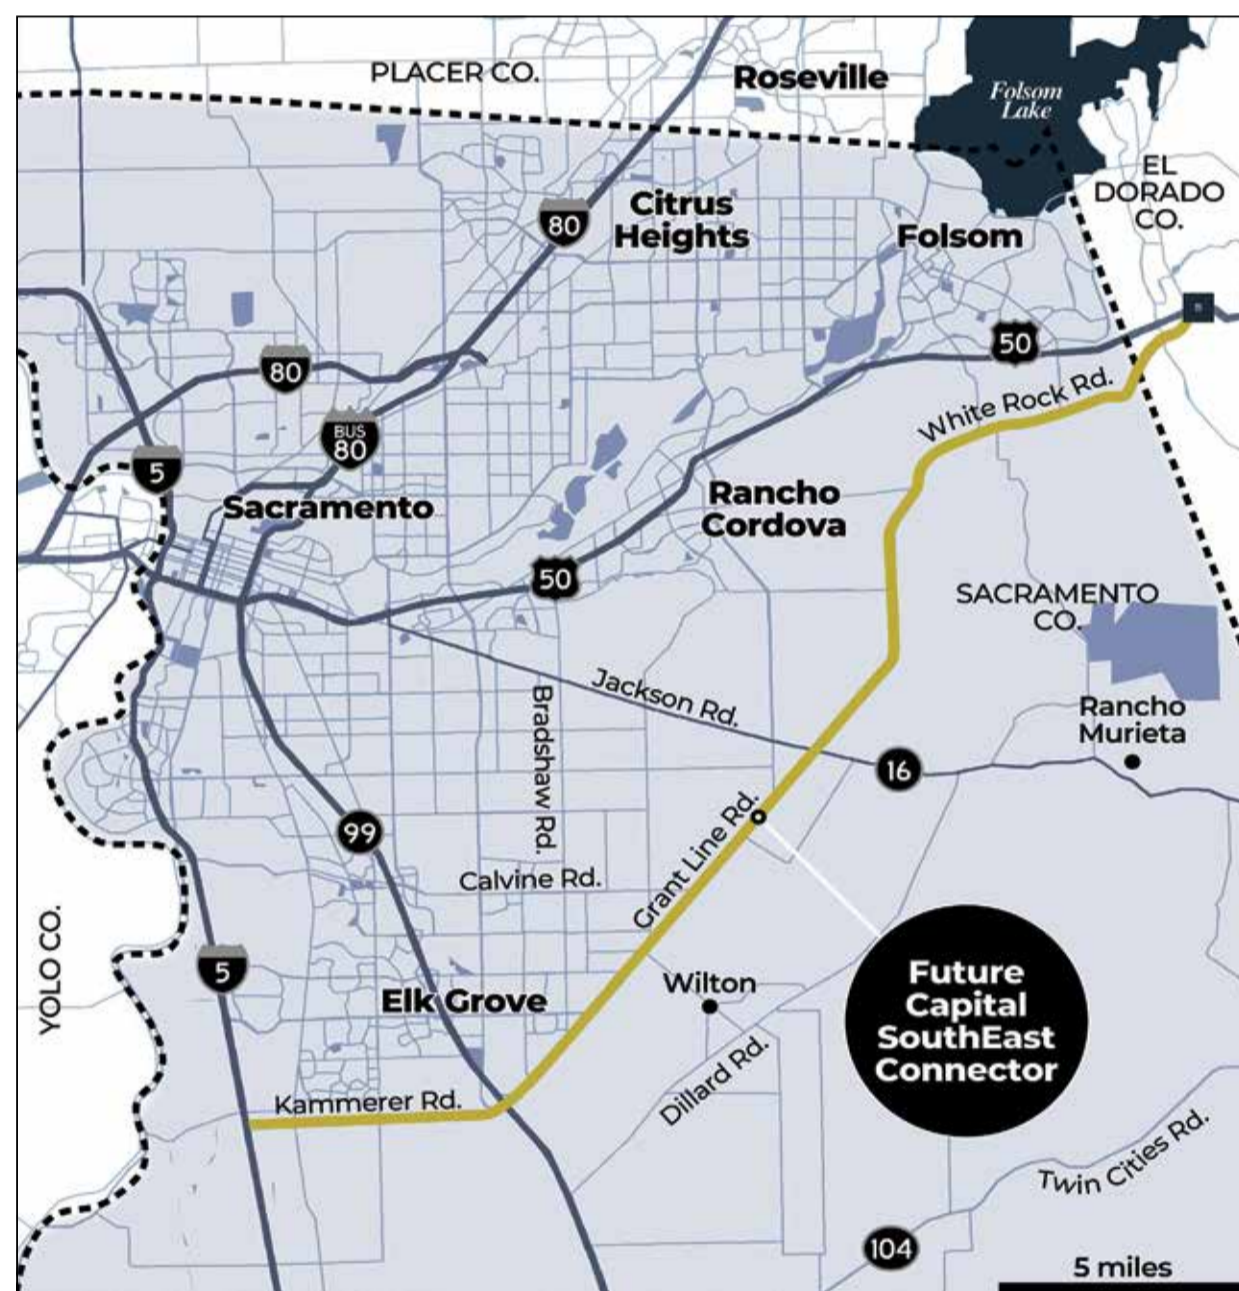 PLACER CO.
Roseville
Folsom
Lake
EL
DORADO
CO.
Citrus
Heights
80
Folsom
50
80
White Rock Rd.
BUS
80
5
Sacramento
Rancho
Cordova
50
SACRAMENTO
CO.
Jackson Rd.
Bradshaw Rd.
Rancho
Murieta
16
99
Grant Line Rd.
Calvine Rd.
YOLO CO.
5
Elk Grove
Wilton
Future
Capital
SouthEast
Connector
Kammerer Rd.
Dillard Rd.
Twin Cities Rd.
104
5 miles